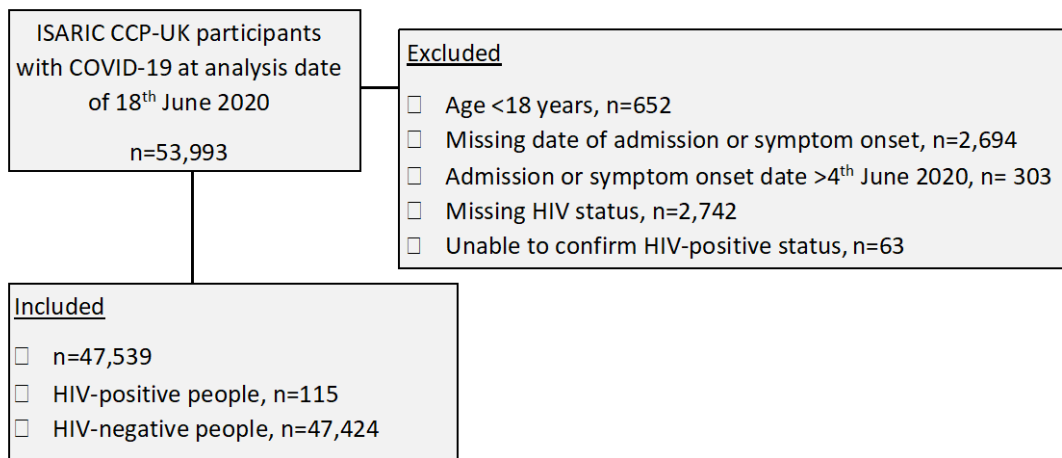 ISARIC CCP-UK participants
with COVID-19 at analysis date
of 18th June 2020
n=53,993
Excluded
Age <18 years, n=652
Missing date of admission or symptom onset, n=2,694
Admission or symptom onset date >4th June 2020, n= 303
Missing HIV status, n=2,742
Unable to confirm HIV-positive status, n=63
Included
n=47,539
HIV-positive people, n=115
HIV-negative people, n=47,424